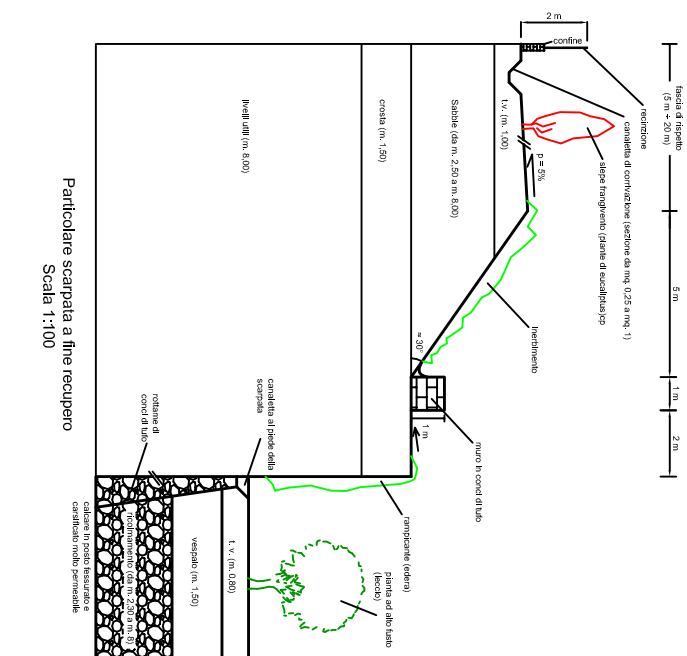 2 m
confine
fascia di rispetto
(5 m ÷ 20 m)
recinzione
canaletta di corrivazione (sezione da mq. 0,25 a mq. 1)
siepe frangivento (piante di eucaliptus)cp
p = 5%
t.v. (m. 1,00)
Sabbie (da m. 2,50 a m. 8,00)
crosta (m. 1,50)
livelli utili (m. 8,00)
5 m
inerbimento
≈ 30°
1 m
2 m
1 m
muro in conci di tufo
canaletta al piede della
scarpata
rottame di
conci di tufo
rampicante (edera)
pianta ad alto fusto
(leccio)
t. v. (m. 0,80)
vespaio (m. 1,50)
ricolmamento (da m. 2,30 a m. 8)
calcare in posto fessurato e
carsificato molto permeabile
Particolare scarpata a fine recupero
Scala 1:100